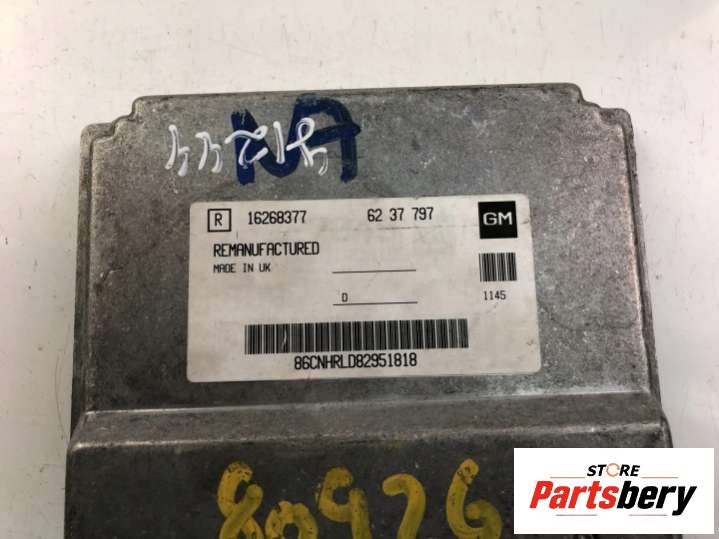 NA
R 16268377 62 37 797 GM
REMANUFACTURED
MADE IN UK
D
1145
86CNHRLD82951818
80926
STORE
Partsbery